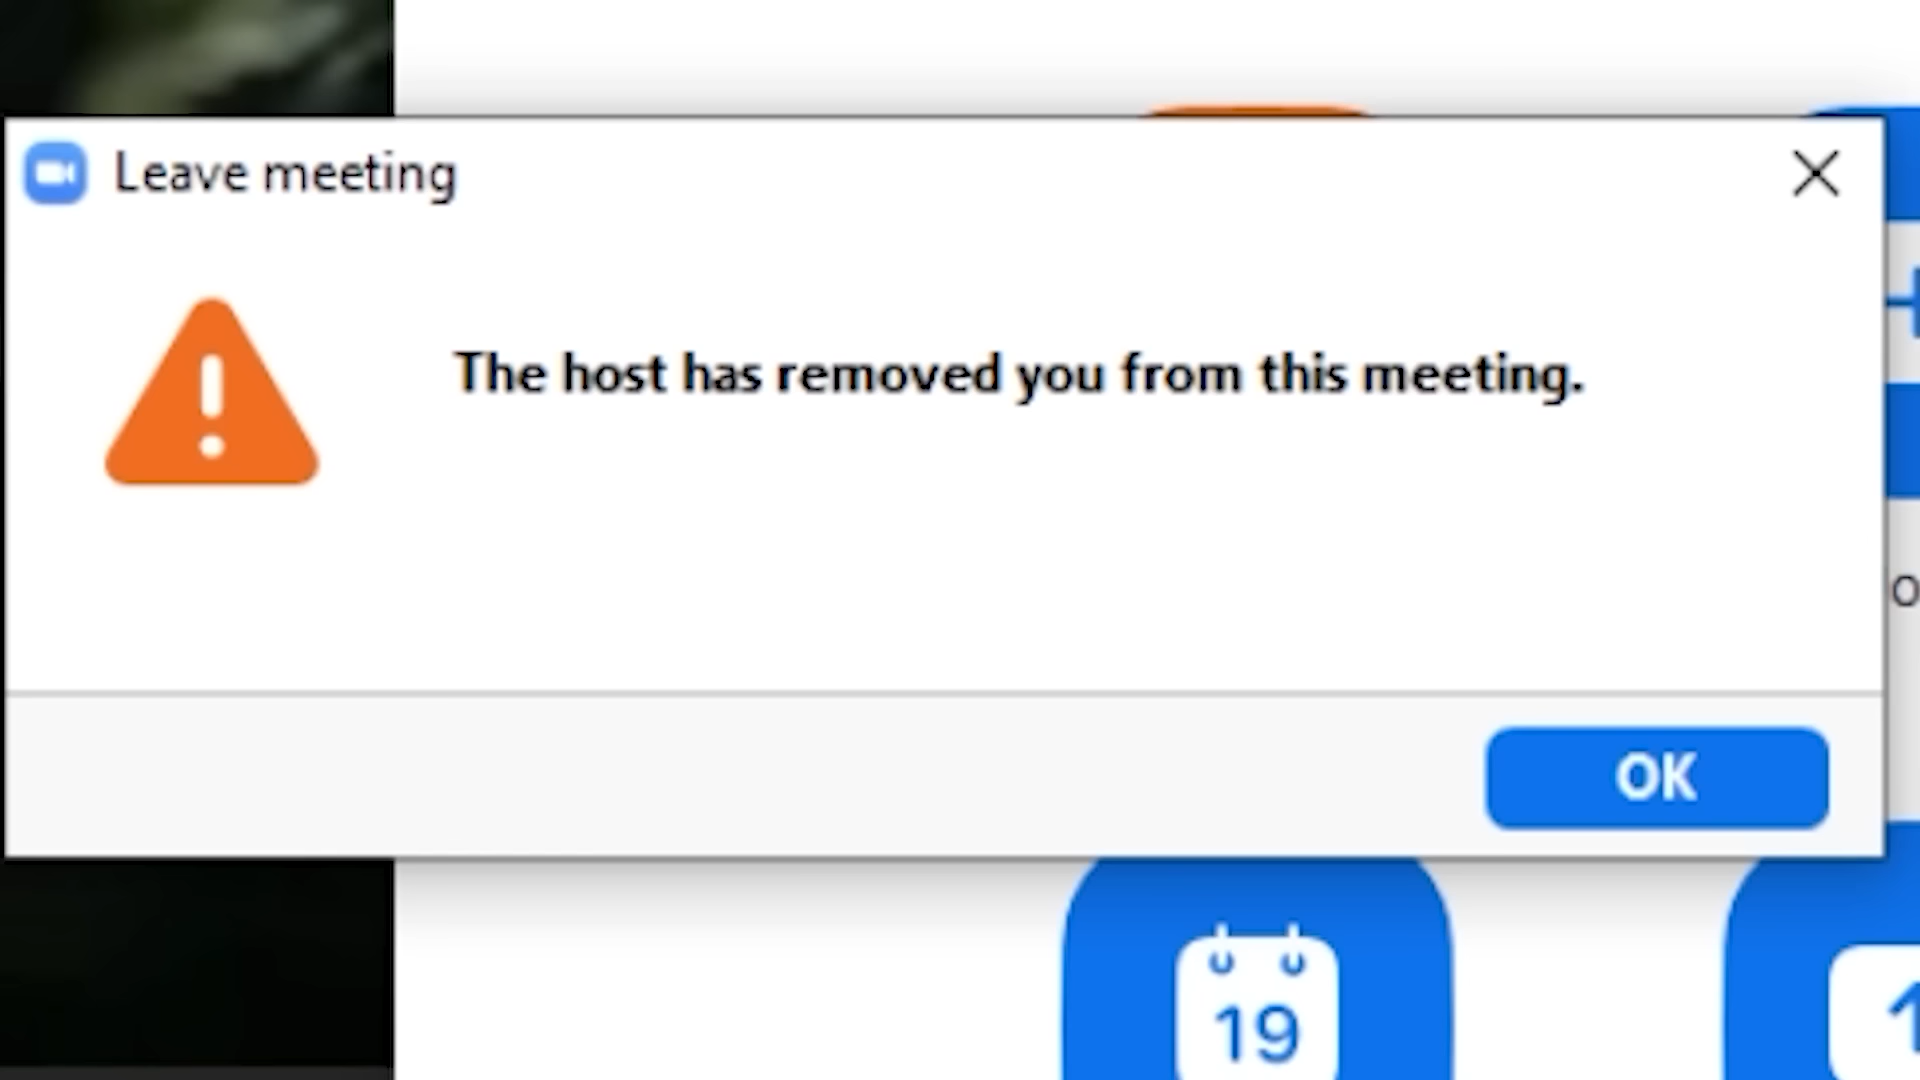 Leave meeting
The host has removed you from this meeting.
OK
19